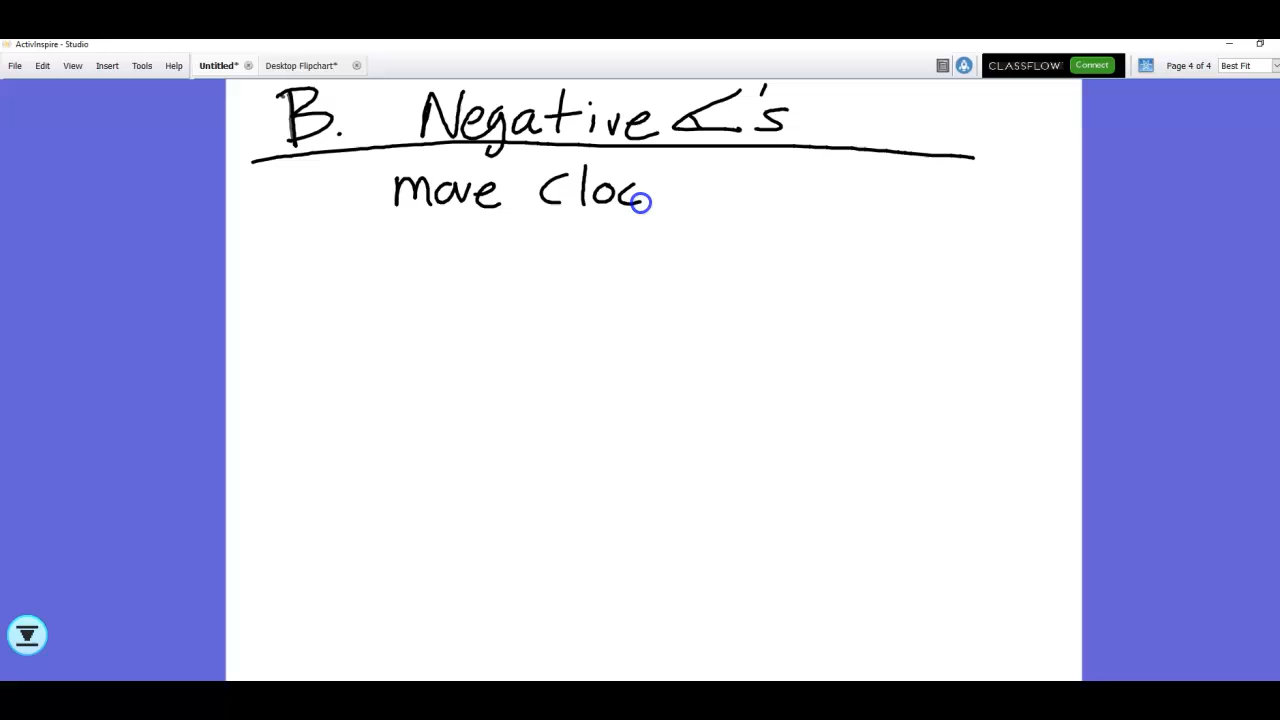 ActivInspire - Studio
File Edit View Insert Tools Help Untitled* Desktop Flipchart* CLASSFLOW Connect Page 4 of 4 Best Fit
B. Negative ∠'s
move cloc